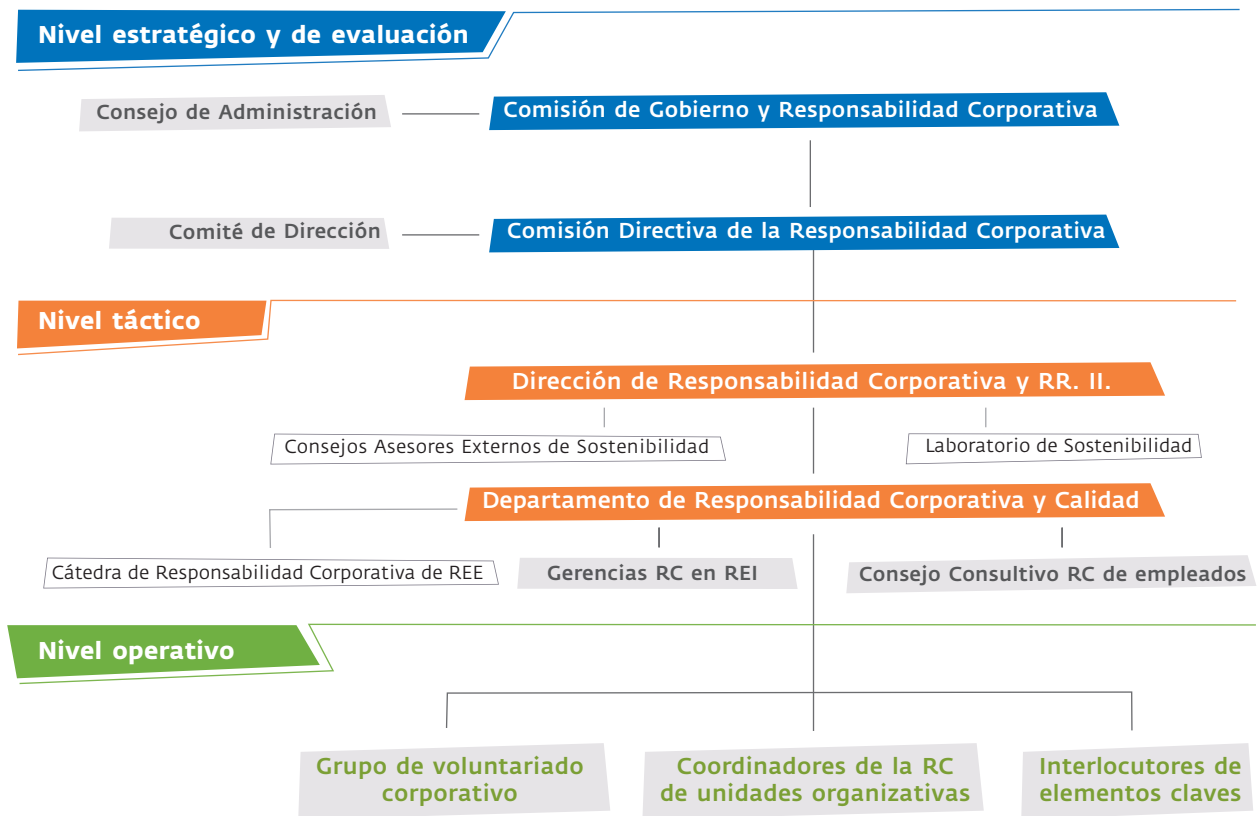 Nivel estratégico y de evaluación
Consejo de Administración
Comisión de Gobierno y Responsabilidad Corporativa
Comité de Dirección
Comisión Directiva de la Responsabilidad Corporativa
Nivel táctico
Dirección de Responsabilidad Corporativa y RR. II.
Consejos Asesores Externos de Sostenibilidad
Laboratorio de Sostenibilidad
Departamento de Responsabilidad Corporativa y Calidad
Cátedra de Responsabilidad Corporativa de REE
Gerencias RC en REI
Consejo Consultivo RC de empleados
Nivel operativo
Grupo de voluntariado
corporativo
Coordinadores de la RC
de unidades organizativas
Interlocutores de
elementos claves